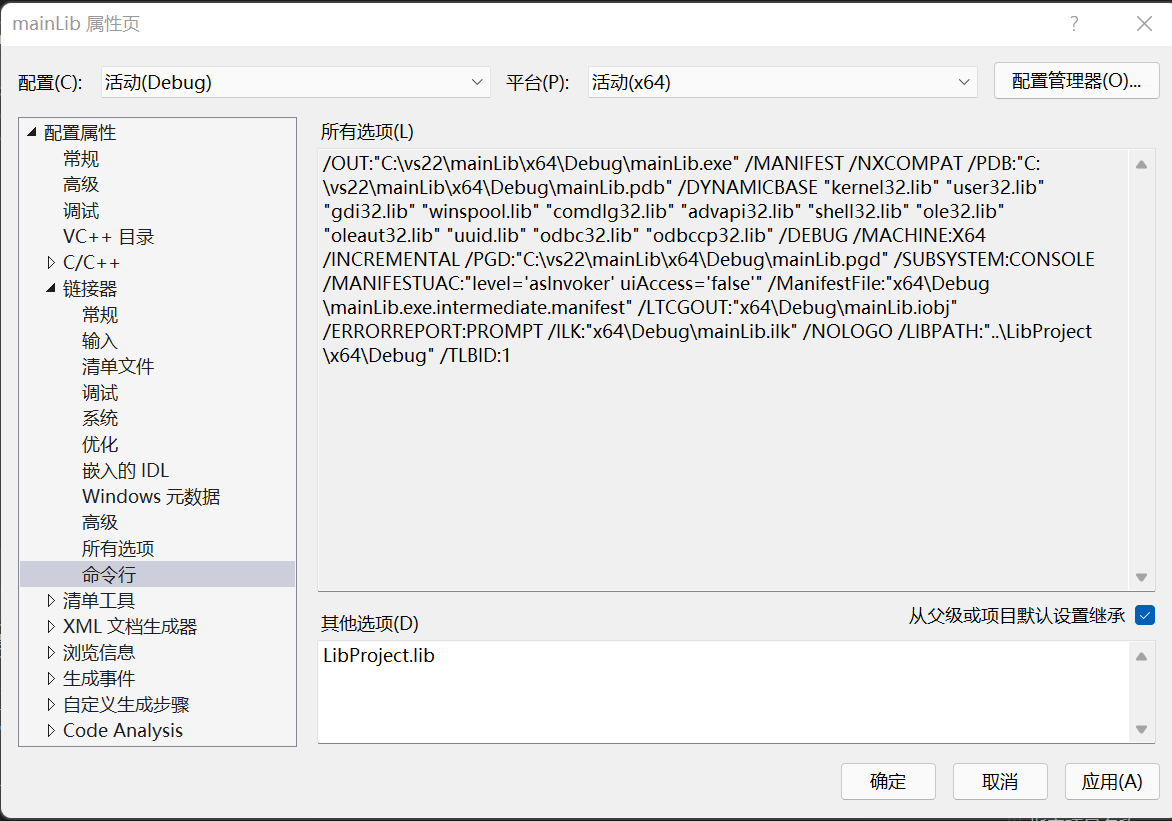 mainLib 属性页
?
配置(C): 活动(Debug) 平台(P): 活动(x64) 配置管理器(O)...
配置属性
常规
高级
调试
VC++ 目录
C/C++
链接器
常规
输入
清单文件
调试
系统
优化
嵌入的 IDL
Windows 元数据
高级
所有选项
命令行
清单工具
XML 文档生成器
浏览信息
生成事件
自定义生成步骤
Code Analysis
所有选项(L)
/OUT:"C:\vs22\mainLib\x64\Debug\mainLib.exe" /MANIFEST /NXCOMPAT /PDB:"C:
\vs22\mainLib\x64\Debug\mainLib.pdb" /DYNAMICBASE "kernel32.lib" "user32.lib"
"gdi32.lib" "winspool.lib" "comdlg32.lib" "advapi32.lib" "shell32.lib" "ole32.lib"
"oleaut32.lib" "uuid.lib" "odbc32.lib" "odbccp32.lib" /DEBUG /MACHINE:X64
/INCREMENTAL /PGD:"C:\vs22\mainLib\x64\Debug\mainLib.pgd" /SUBSYSTEM:CONSOLE
/MANIFESTUAC:"level='asInvoker' uiAccess='false'" /ManifestFile:"x64\Debug
\mainLib.exe.intermediate.manifest" /LTCGOUT:"x64\Debug\mainLib.iobj"
/ERRORREPORT:PROMPT /ILK:"x64\Debug\mainLib.ilk" /NOLOGO /LIBPATH:"..\LibProject
\x64\Debug" /TLBID:1
其他选项(D)
从父级或项目默认设置继承
LibProject.lib
确定 取消 应用(A)